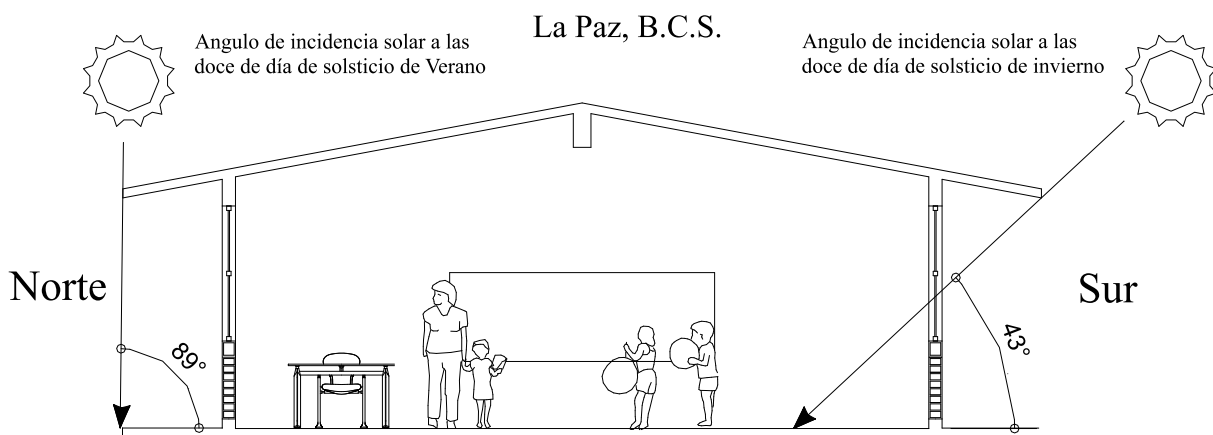 La Paz, B.C.S.
Angulo de incidencia solar a las
doce de día de solsticio de Verano
Angulo de incidencia solar a las
doce de día de solsticio de invierno
Norte
Sur
89°
43°